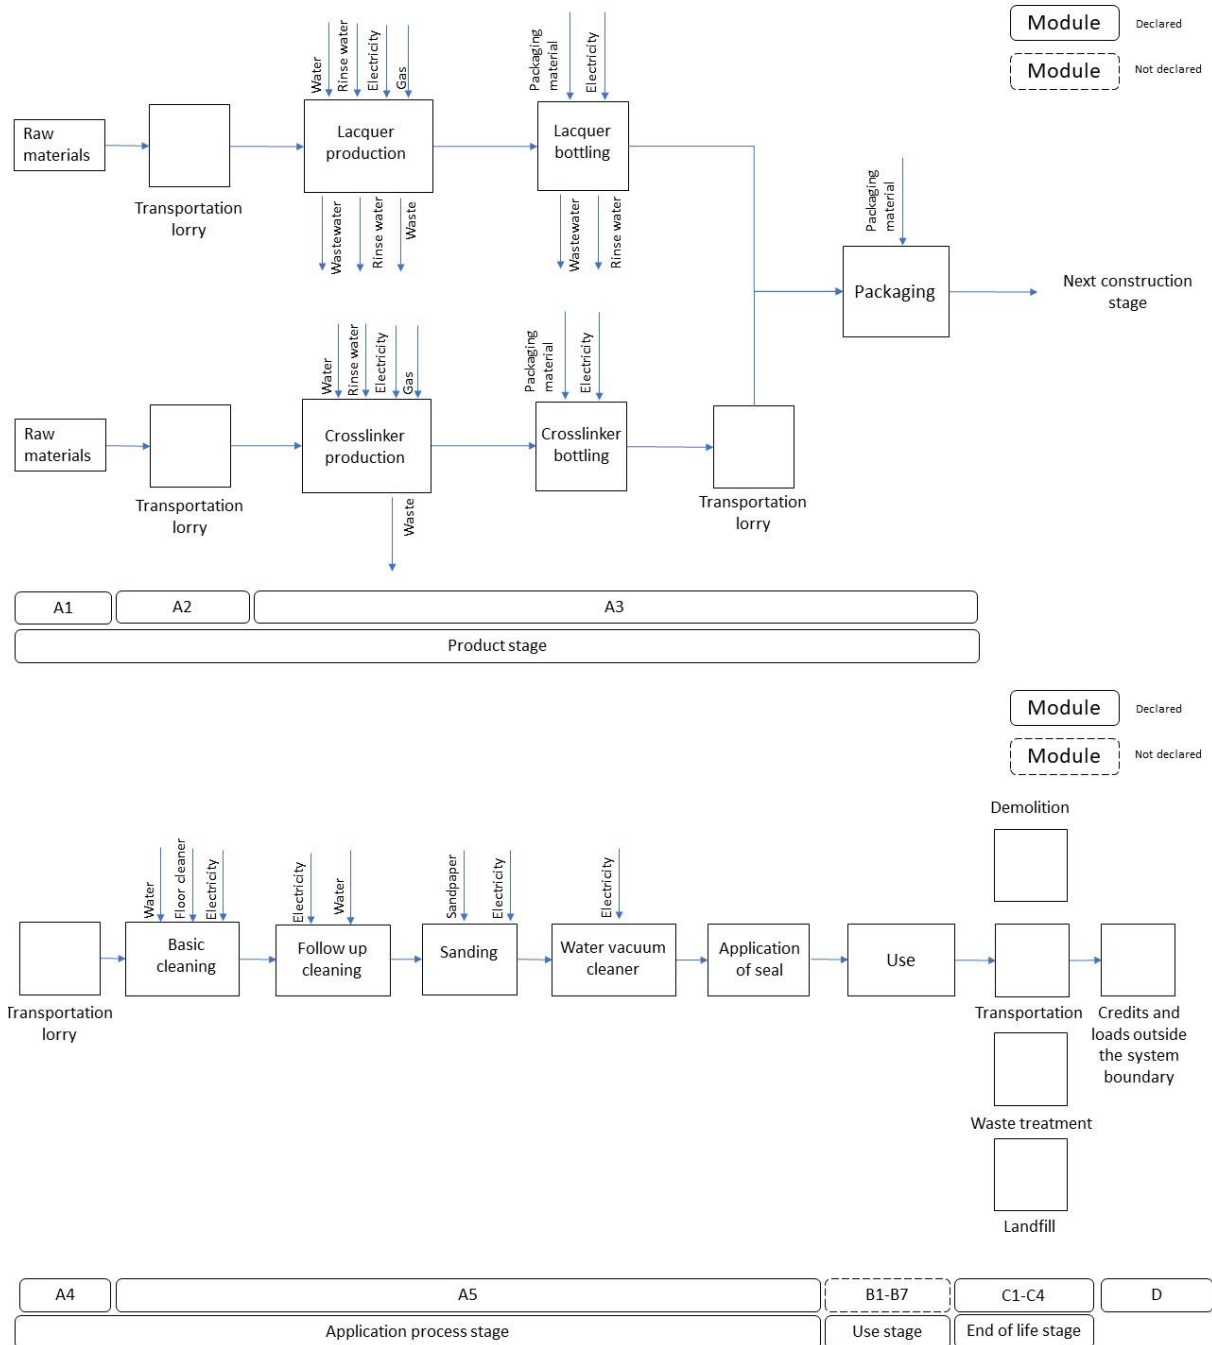 Module Declared
Module Not declared
Water
Rinse water
Electricity
Gas
Packaging
material
Electricity
Raw
materials
Lacquer
production
Lacquer
bottling
Transportation
lorry
Wastewater
Rinse water
Waste
Wastewater
Rinse water
Packaging
material
Packaging
Next construction
stage
Water
Rinse water
Electricity
Gas
Packaging
material
Electricity
Raw
materials
Crosslinker
production
Crosslinker
bottling
Transportation
lorry
Transportation
lorry
Waste
A1 A2 A3
Product stage
Module Declared
Module Not declared
Demolition
Water
Floor cleaner
Electricity
Electricity
Water
Sandpaper
Electricity
Electricity
Basic
cleaning
Follow up
cleaning
Sanding
Water vacuum
cleaner
Application
of seal
Use
Transportation
lorry
Transportation
Credits and
loads outside
the system
boundary
Waste treatment
Landfill
A4 A5 B1-B7 C1-C4 D
Application process stage Use stage End of life stage